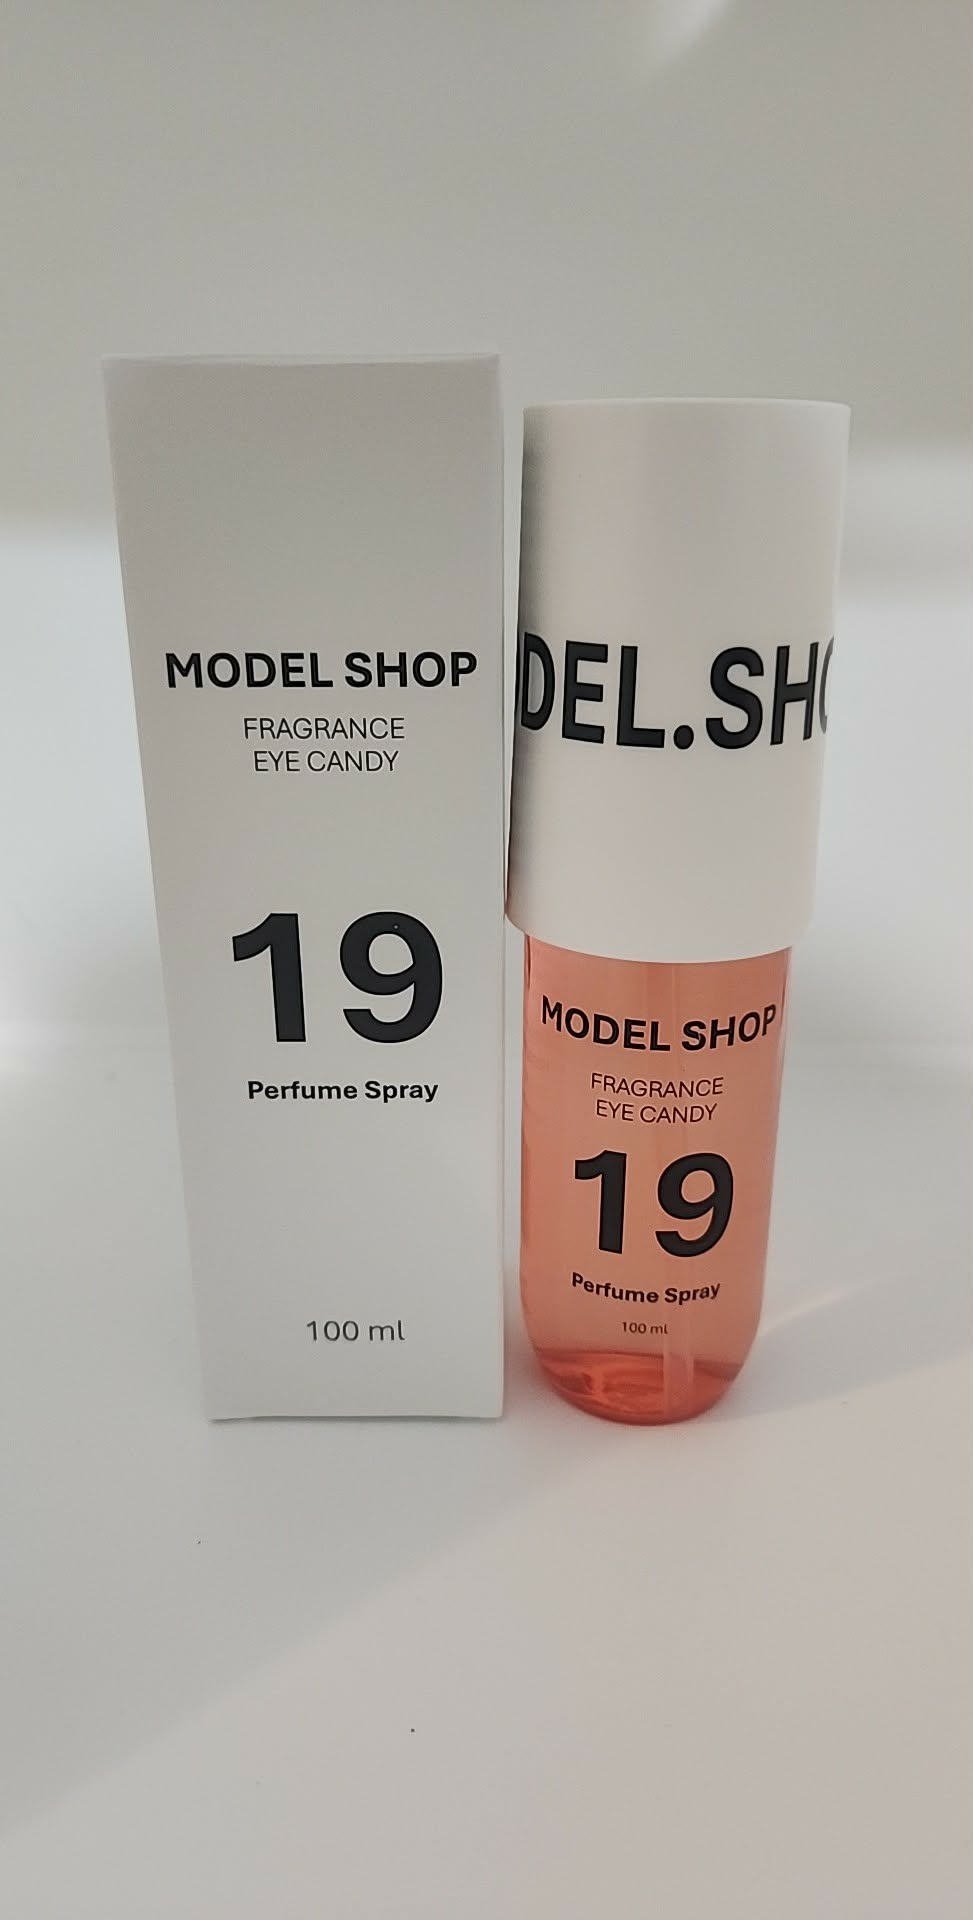 MODEL SHOP
FRAGRANCE
EYE CANDY
19
Perfume Spray
100 ml
DEL.SHO
MODEL SHOP
FRAGRANCE
EYE CANDY
19
Perfume Spray
100 ml